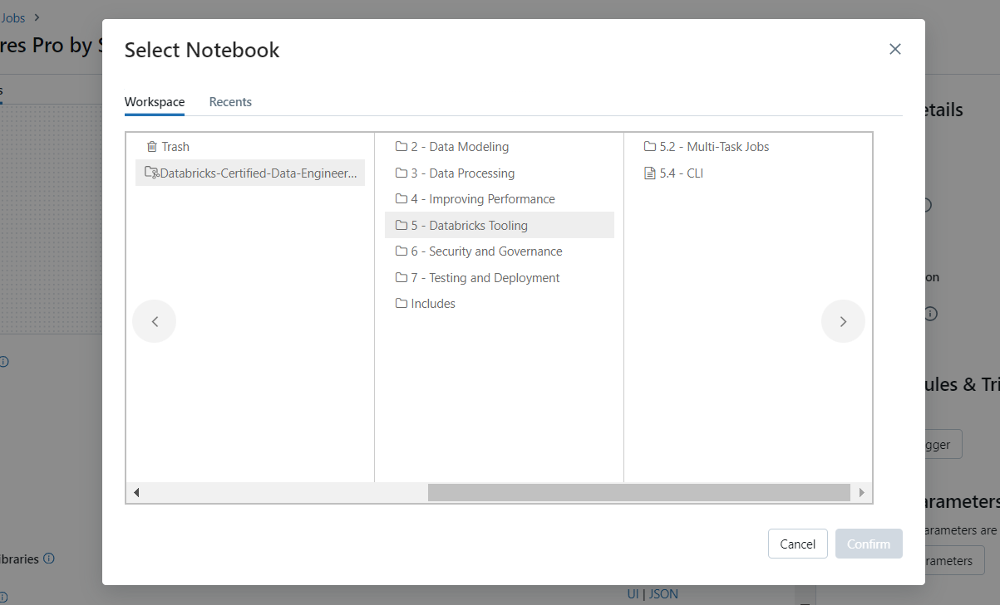 Jobs
res Pro by S
s
Select Notebook
Workspace
Recents
Trash
Databricks-Certified-Data-Engineer...
2 - Data Modeling
3 - Data Processing
4 - Improving Performance
5 - Databricks Tooling
6 - Security and Governance
7 - Testing and Deployment
Includes
5.2 - Multi-Task Jobs
5.4 - CLI
Cancel
Confirm
etails
on
ules & Tri
gger
arameters
arameters are
rameters
ibraries
UI | JSON